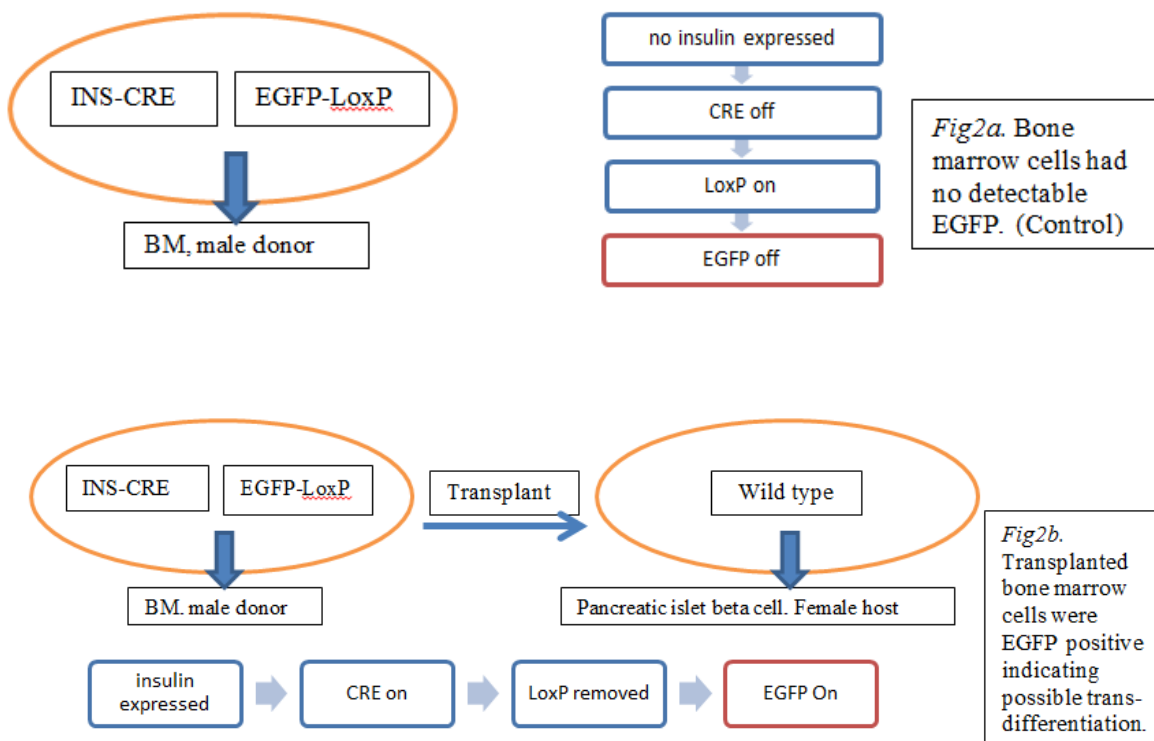 INS-CRE
EGFP-LoxP
BM, male donor
no insulin expressed
CRE off
LoxP on
EGFP off
Fig2a. Bone
marrow cells had
no detectable
EGFP. (Control)
INS-CRE
EGFP-LoxP
BM. male donor
Transplant
Wild type
Pancreatic islet beta cell. Female host
insulin
expressed
CRE on
LoxP removed
EGFP On
Fig2b.
Transplanted
bone marrow
cells were
EGFP positive
indicating
possible trans-
differentiation.